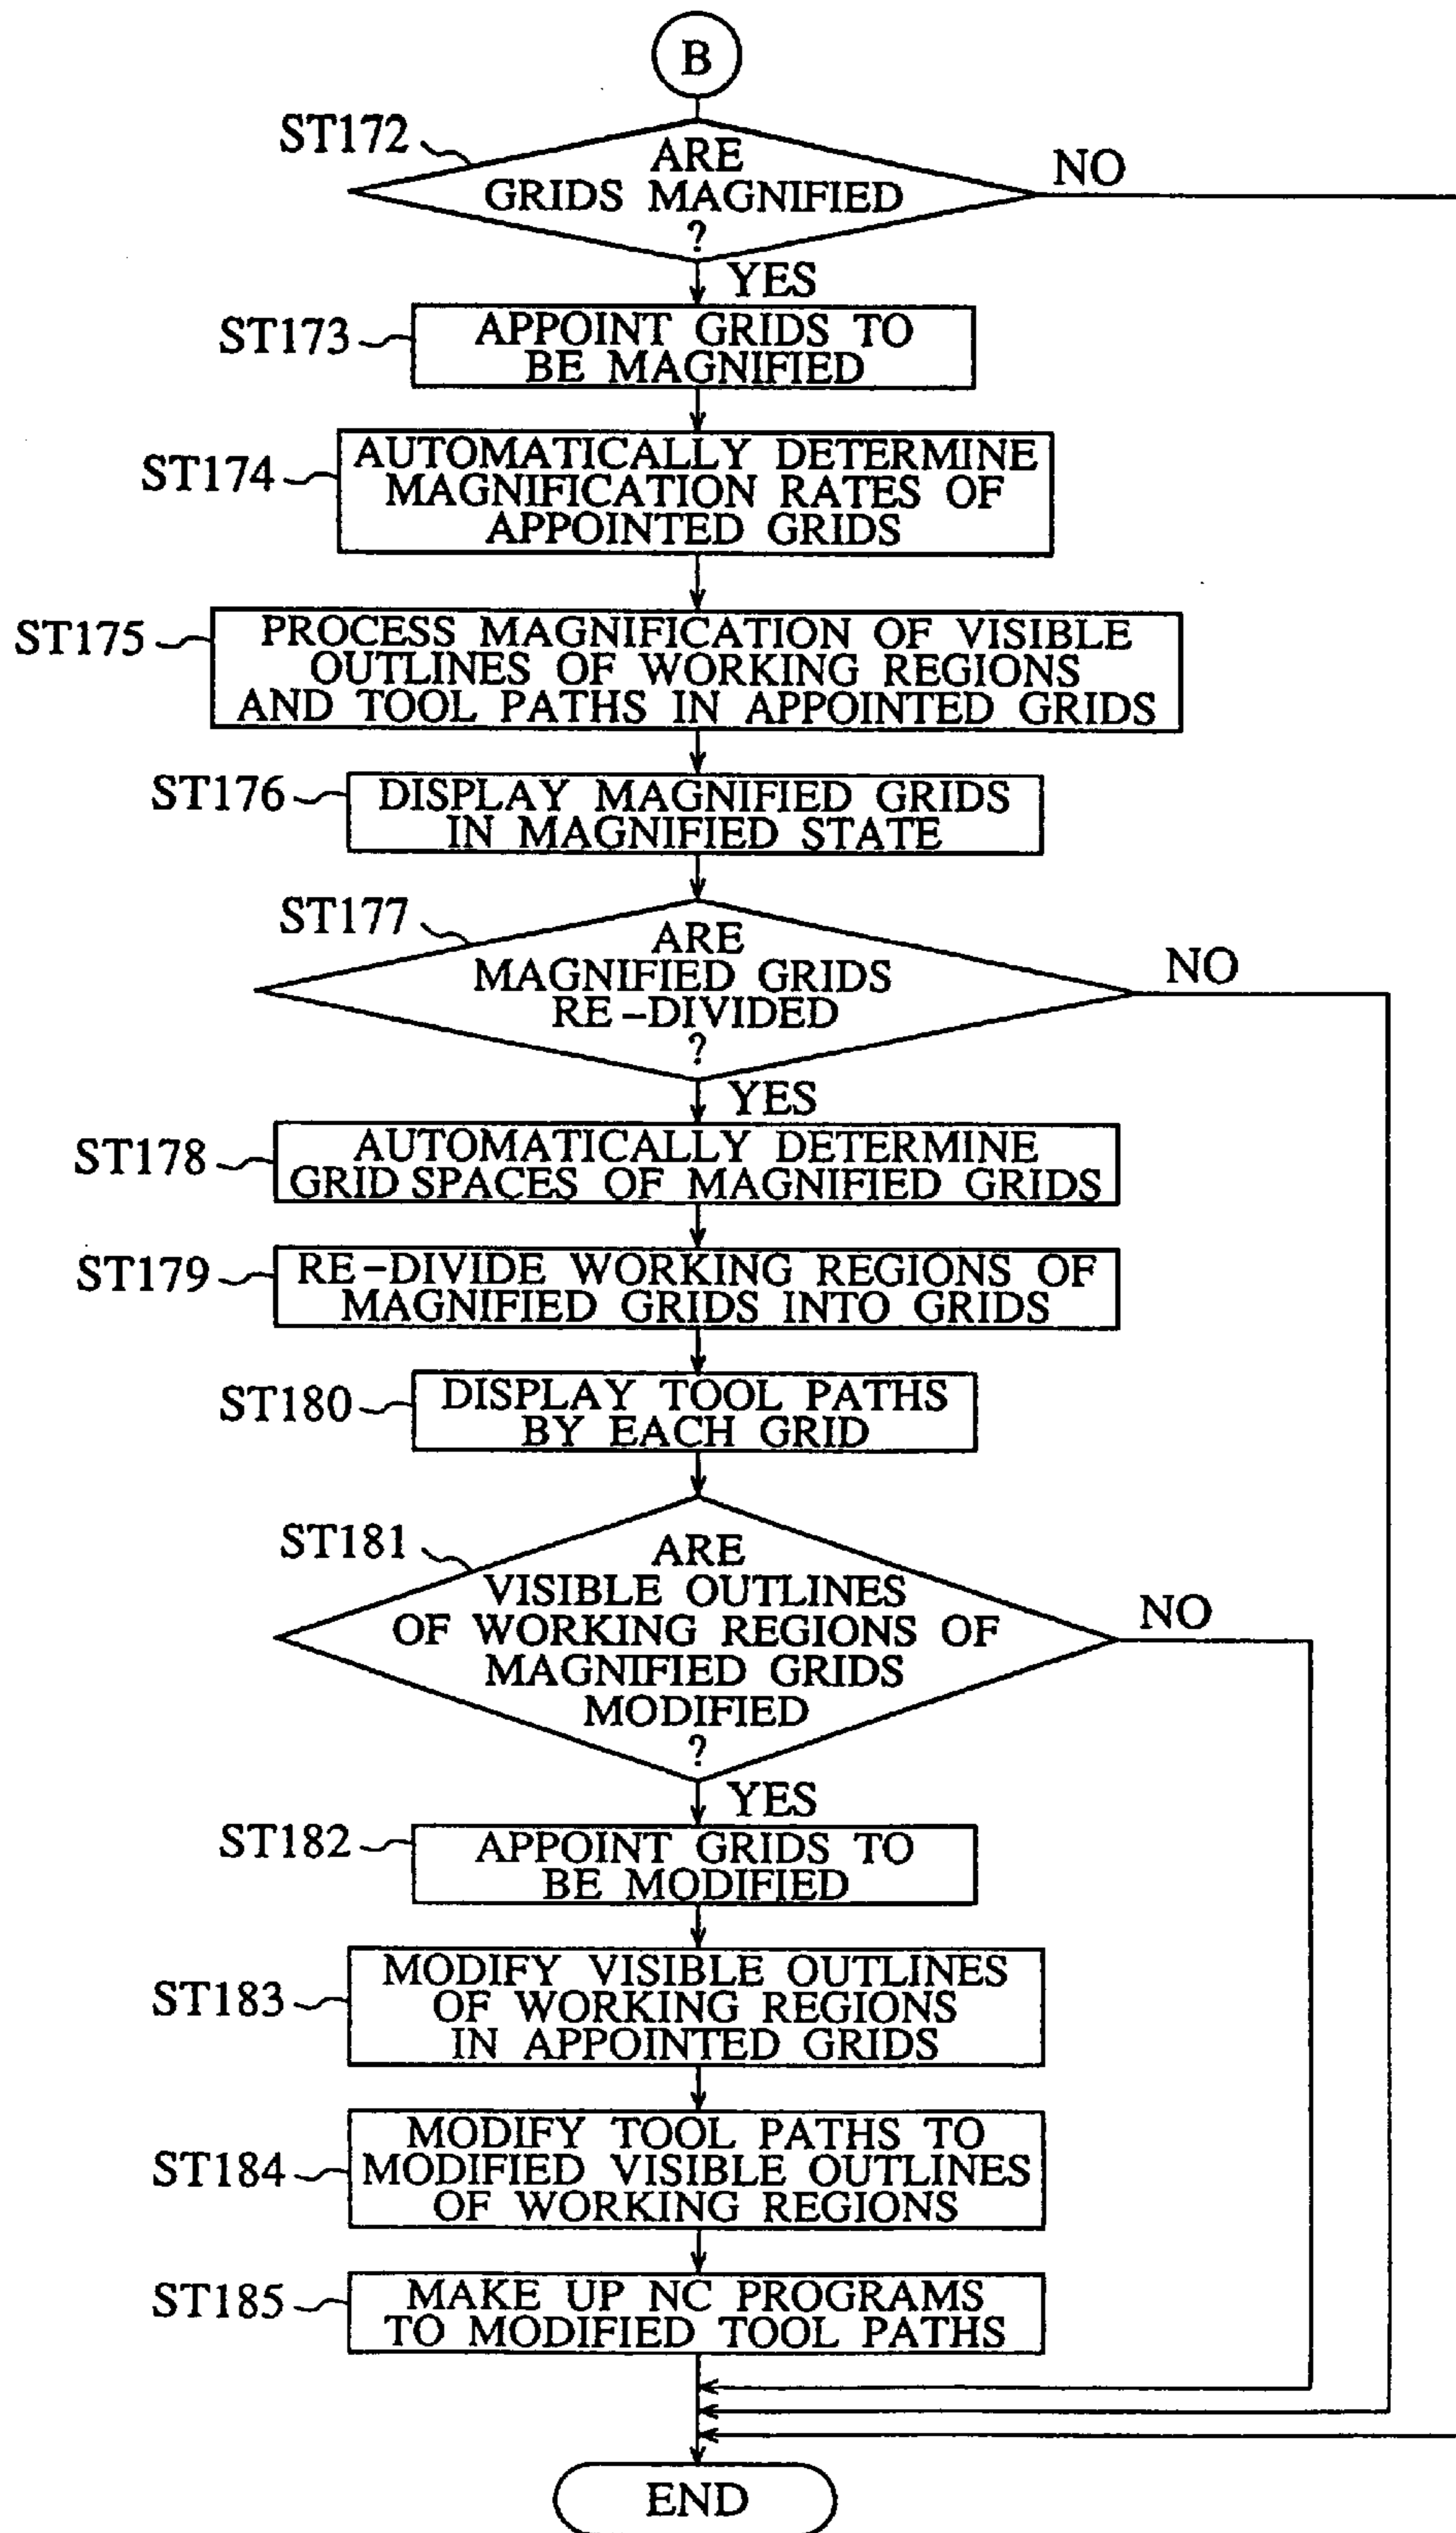 B
ST172
ARE
GRIDS MAGNIFIED
?
NO
YES
ST173
APPOINT GRIDS TO
BE MAGNIFIED
ST174
AUTOMATICALLY DETERMINE
MAGNIFICATION RATES OF
APPOINTED GRIDS
ST175
PROCESS MAGNIFICATION OF VISIBLE
OUTLINES OF WORKING REGIONS
AND TOOL PATHS IN APPOINTED GRIDS
ST176
DISPLAY MAGNIFIED GRIDS
IN MAGNIFIED STATE
ST177
ARE
MAGNIFIED GRIDS
RE-DIVIDED
?
NO
YES
ST178
AUTOMATICALLY DETERMINE
GRID SPACES OF MAGNIFIED GRIDS
ST179
RE-DIVIDE WORKING REGIONS OF
MAGNIFIED GRIDS INTO GRIDS
ST180
DISPLAY TOOL PATHS
BY EACH GRID
ST181
ARE
VISIBLE OUTLINES
OF WORKING REGIONS OF
MAGNIFIED GRIDS
MODIFIED
?
NO
YES
ST182
APPOINT GRIDS TO
BE MODIFIED
ST183
MODIFY VISIBLE OUTLINES
OF WORKING REGIONS
IN APPOINTED GRIDS
ST184
MODIFY TOOL PATHS TO
MODIFIED VISIBLE OUTLINES
OF WORKING REGIONS
ST185
MAKE UP NC PROGRAMS
TO MODIFIED TOOL PATHS
END